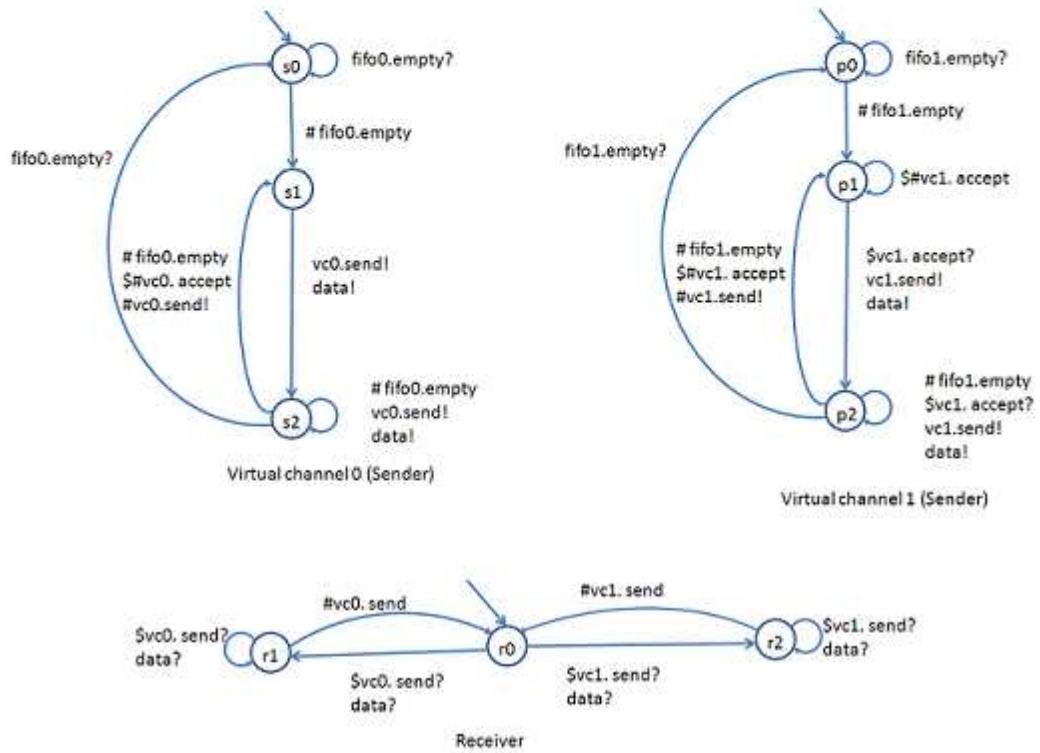 s0
fifo0.empty?
# fifo0.empty
fifo0.empty?
s1
# fifo0.empty
$#vc0. accept
#vc0.send!
vc0.send!
data!
# fifo0.empty
vc0.send!
data!
s2
Virtual channel 0 (Sender)
p0
fifo1.empty?
# fifo1.empty
fifo1.empty?
p1
$#vc1. accept
# fifo1.empty
$#vc1. accept
#vc1.send!
$vc1. accept?
vc1.send!
data!
p2
# fifo1.empty
$vc1. accept?
vc1.send!
data!
Virtual channel 1 (Sender)
#vc0. send
#vc1. send
$vc0. send?
data?
r1
r0
r2
$vc1. send?
data?
$vc0. send?
data?
$vc1. send?
data?
Receiver